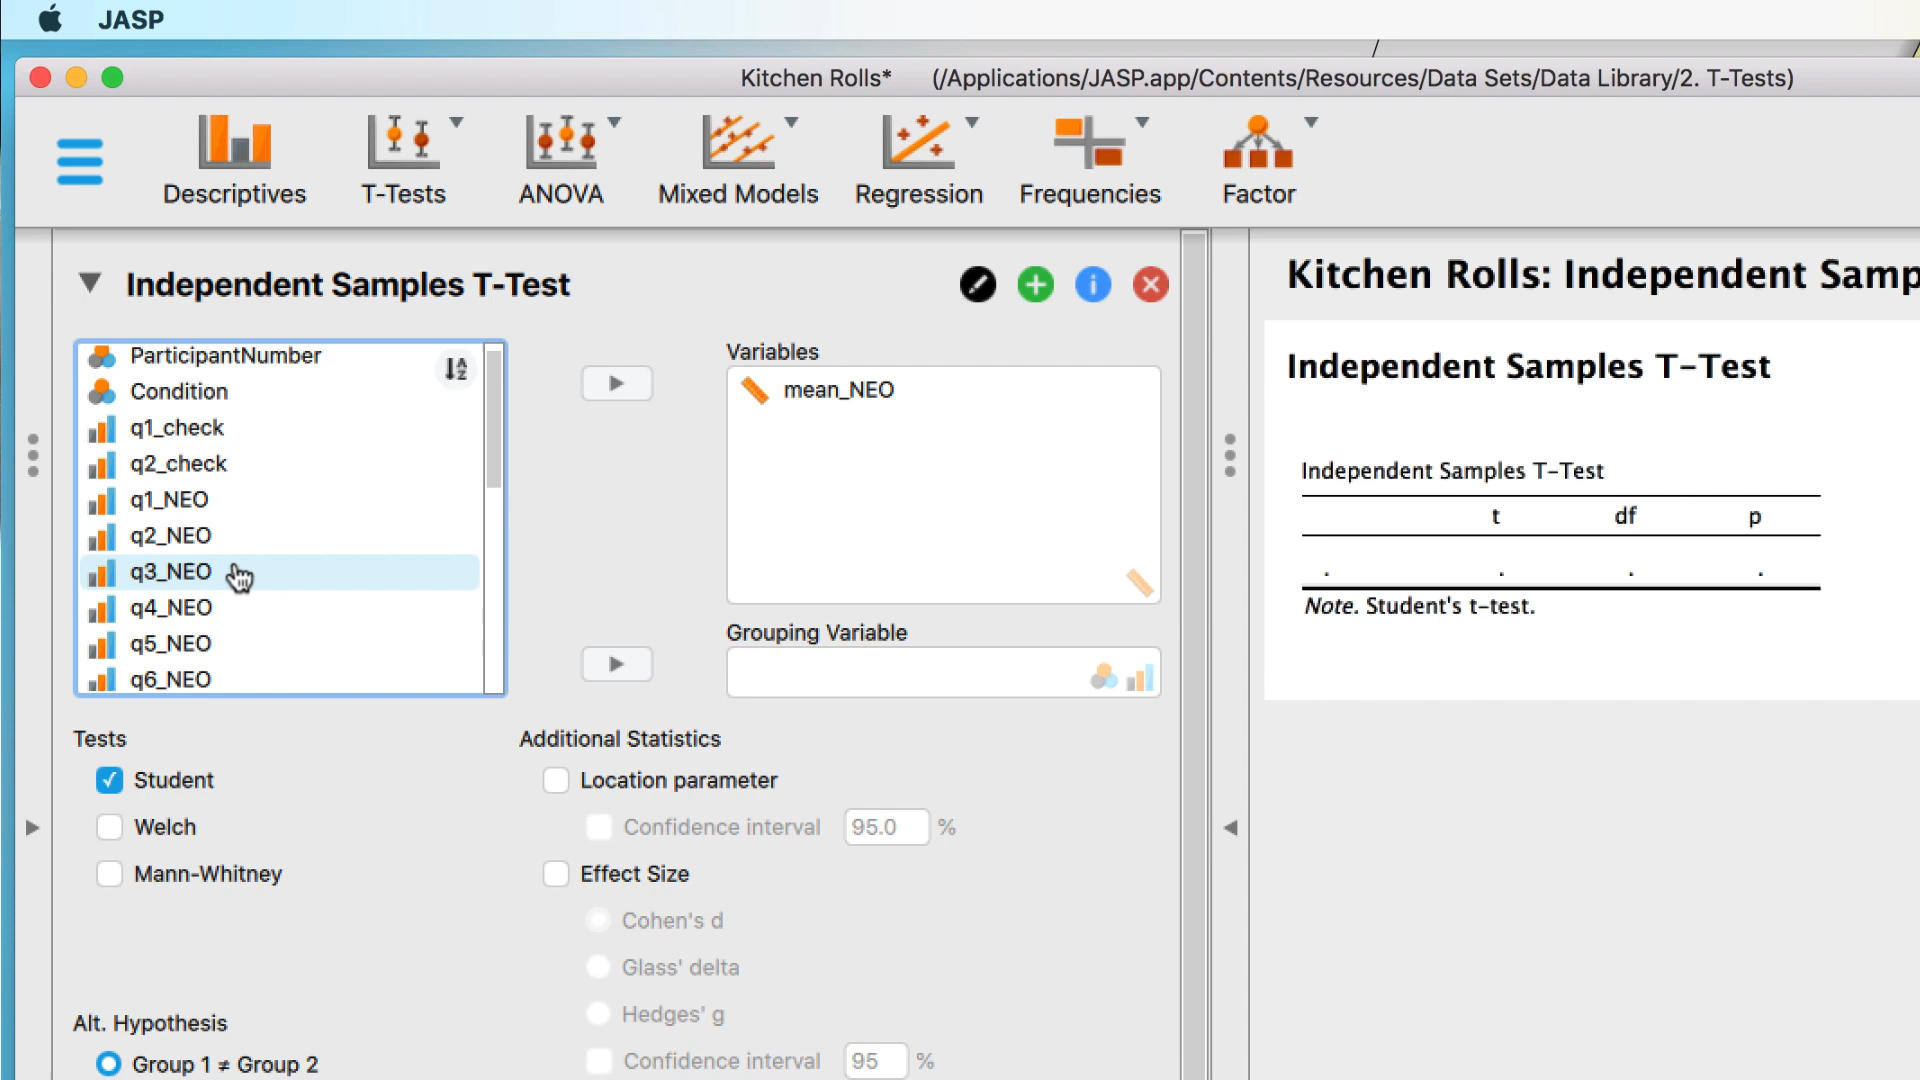 JASP
Kitchen Rolls* (/Applications/JASP.app/Contents/Resources/Data Sets/Data Library/2. T-Tests)
Descriptives T-Tests ANOVA Mixed Models Regression Frequencies Factor
Independent Samples T-Test
ParticipantNumber
Condition
q1_check
q2_check
q1_NEO
q2_NEO
q3_NEO
q4_NEO
q5_NEO
q6_NEO
Variables
mean_NEO
Grouping Variable
Tests
Student
Welch
Mann-Whitney
Alt. Hypothesis
Group 1 ≠ Group 2
Additional Statistics
Location parameter
Confidence interval 95.0 %
Effect Size
Cohen's d
Glass' delta
Hedges' g
Confidence interval 95 %
Kitchen Rolls: Independent Samp
Independent Samples T-Test
Independent Samples T-Test
t df p
. . . .
Note. Student's t-test.